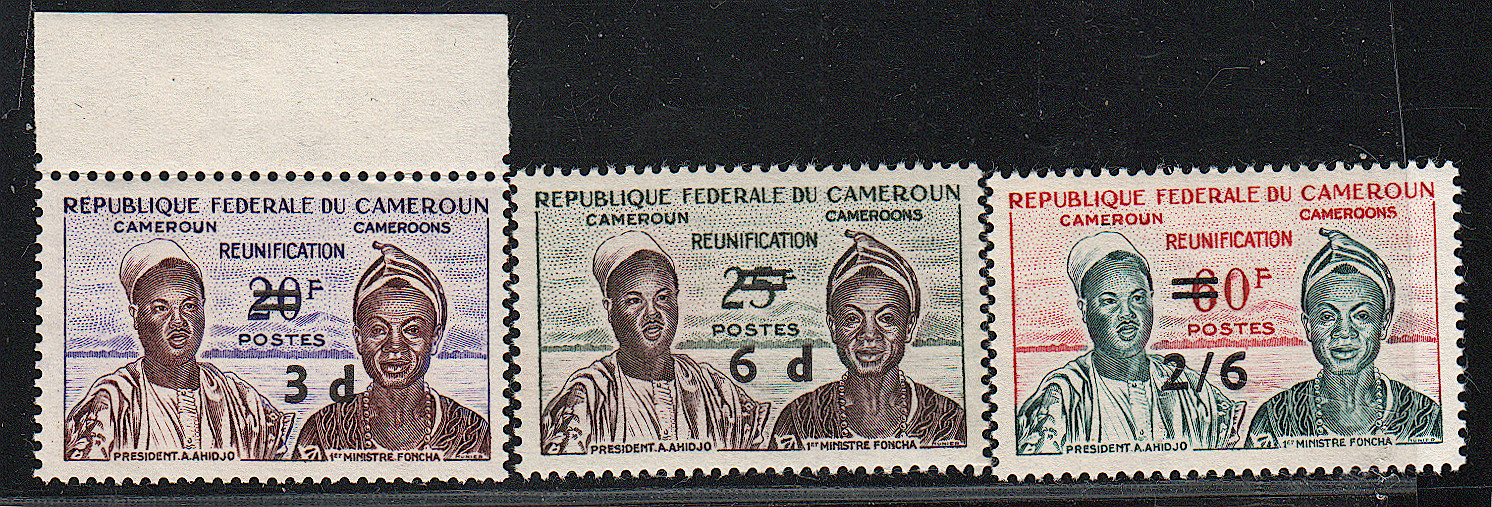 REPUBLIQUE FEDERALE DU CAMEROUN
CAMEROUN CAMEROONS
REUNIFICATION
20F
POSTES
3 d
PRESIDENT.A.AHIDJO 1ER MINISTRE FONCHA
REPUBLIQUE FEDERALE DU CAMEROUN
CAMEROUN CAMEROONS
REUNIFICATION
25F
POSTES
6 d
PRESIDENT.A.AHIDJO 1ER MINISTRE FONCHA
REPUBLIQUE FEDERALE DU CAMEROUN
CAMEROUN CAMEROONS
REUNIFICATION
60F
POSTES
2/6
PRESIDENT.A.AHIDJO 1ER MINISTRE FONCHA